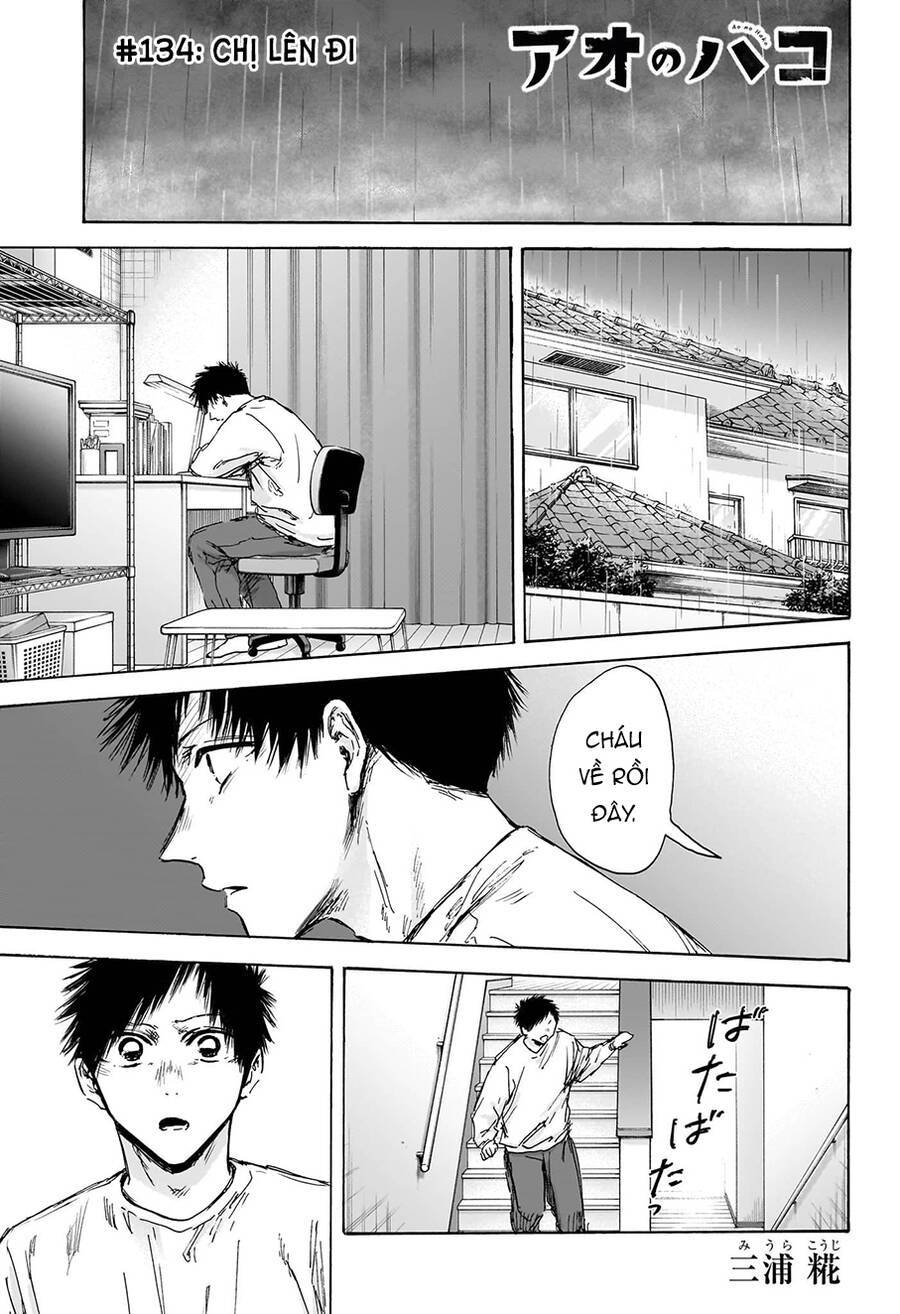 #134: CHỊ LÊN ĐI
Ao no Hako
アオのハコ
CHÁU
VỀ RỒI
ĐÂY.
ばたばたっ
みうら こうじ
三浦 糀